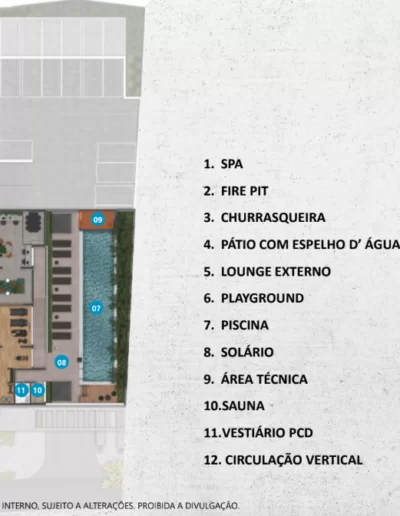 1. SPA
2. FIRE PIT
3. CHURRASQUEIRA
4. PÁTIO COM ESPELHO D’ ÁGUA
5. LOUNGE EXTERNO
6. PLAYGROUND
7. PISCINA
8. SOLÁRIO
9. ÁREA TÉCNICA
10.SAUNA
11.VESTIÁRIO PCD
12. CIRCULAÇÃO VERTICAL
09
07
08
11 10
INTERNO, SUJEITO A ALTERAÇÕES. PROIBIDA A DIVULGAÇÃO.